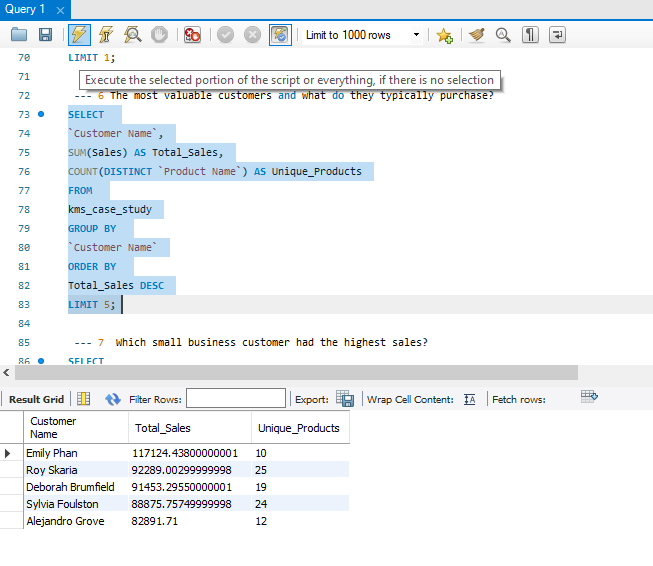 Query 1
Limit to 1000 rows
70 LIMIT 1;
71
Execute the selected portion of the script or everything, if there is no selection
72 --- 6 The most valuable customers and what do they typically purchase?
73 SELECT
74 `Customer Name`,
75 SUM(Sales) AS Total_Sales,
76 COUNT(DISTINCT `Product Name`) AS Unique_Products
77 FROM
78 kms_case_study
79 GROUP BY
80 `Customer Name`
81 ORDER BY
82 Total_Sales DESC
83 LIMIT 5;
84
85 --- 7 Which small business customer had the highest sales?
86 SELECT
Result Grid Filter Rows: Export: Wrap Cell Content: Fetch rows:
Customer Name Total_Sales Unique_Products
Emily Phan 117124.43800000001 10
Roy Skaria 92289.00299999998 25
Deborah Brumfield 91453.29550000001 19
Sylvia Foulston 88875.75749999998 24
Alejandro Grove 82891.71 12